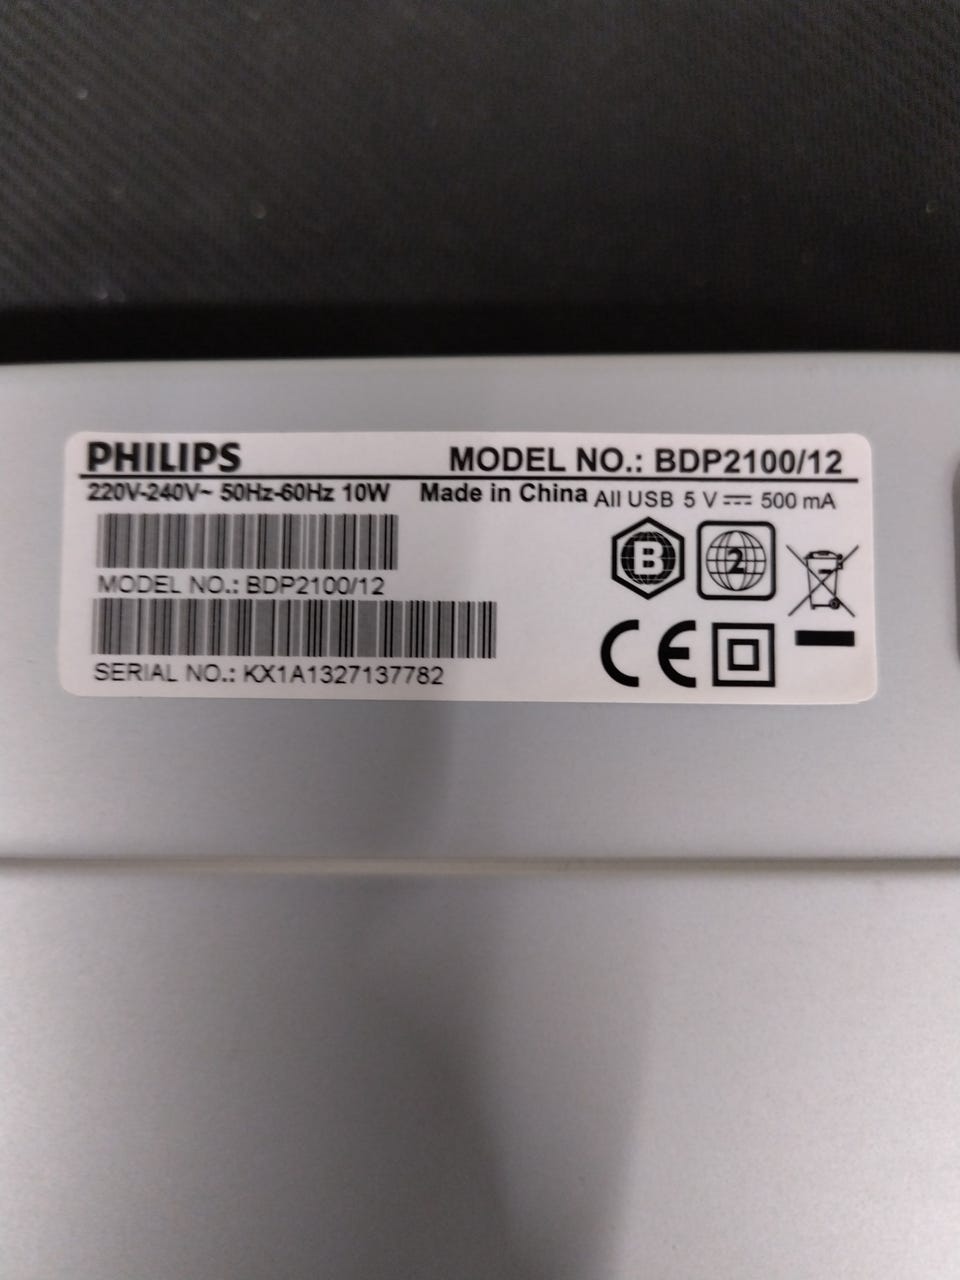 PHILIPS MODEL NO.: BDP2100/12
220V-240V~ 50Hz-60Hz 10W Made in China All USB 5 V ⎓ 500 mA
B 2
MODEL NO.: BDP2100/12
CE
SERIAL NO.: KX1A1327137782